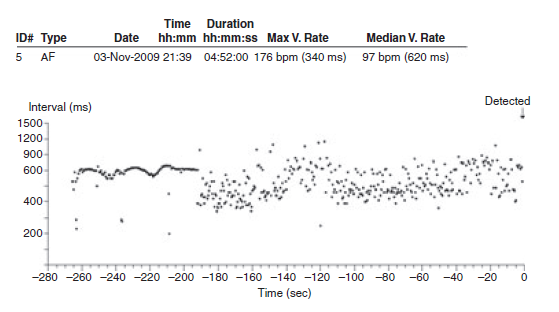 Time Duration
ID# Type Date hh:mm hh:mm:ss Max V. Rate Median V. Rate
5 AF 03-Nov-2009 21:39 04:52:00 176 bpm (340 ms) 97 bpm (620 ms)
Detected
Interval (ms)
1500
1200
900
600
400
200
−280 −260 −240 −220 −200 −180 −160 −140 −120 −100 −80 −60 −40 −20 0
Time (sec)